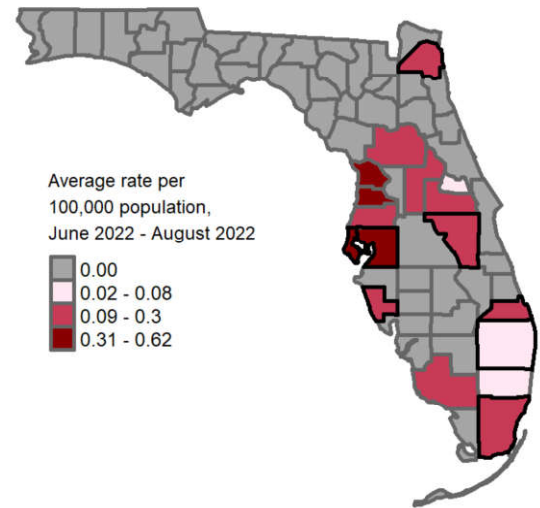 Average rate per
100,000 population,
June 2022 - August 2022
0.00
0.02 - 0.08
0.09 - 0.3
0.31 - 0.62